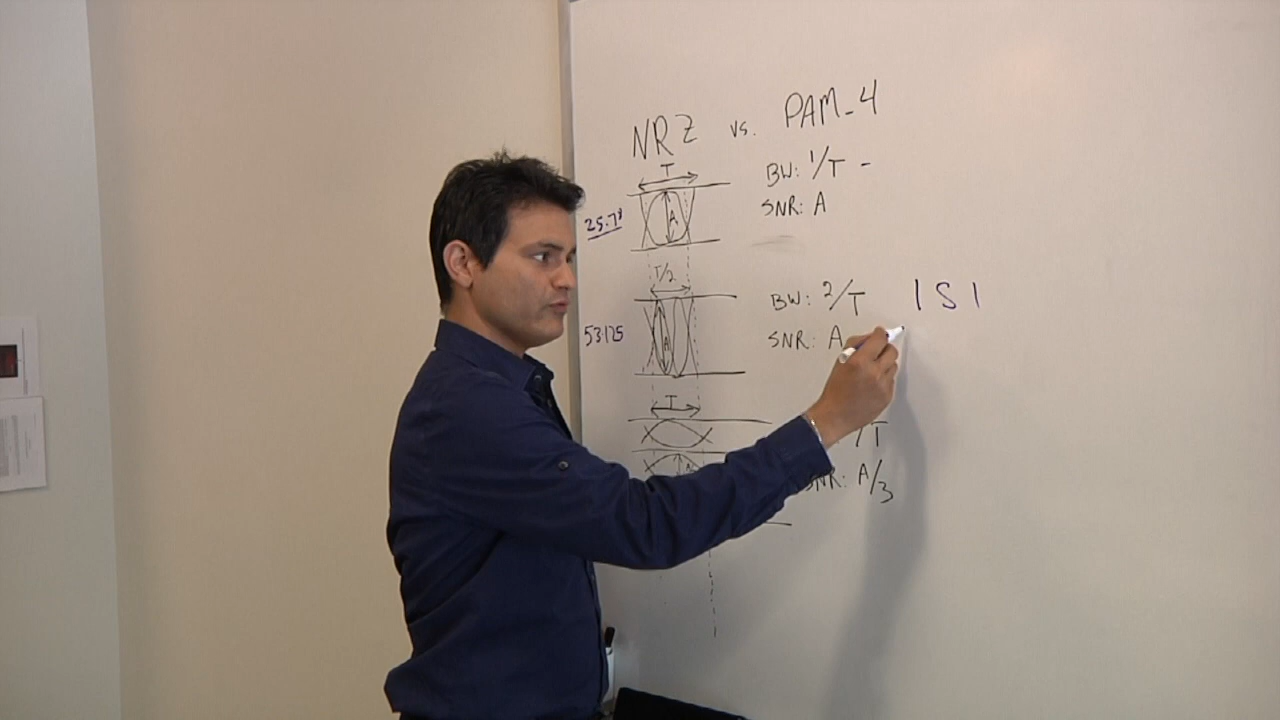 NRZ vs. PAM-4
T
BW: 1/T -
SNR: A
25.78
A
T/2
BW: 2/T
ISI
SNR: A
53.125
A
T
/T
SNR: A/3